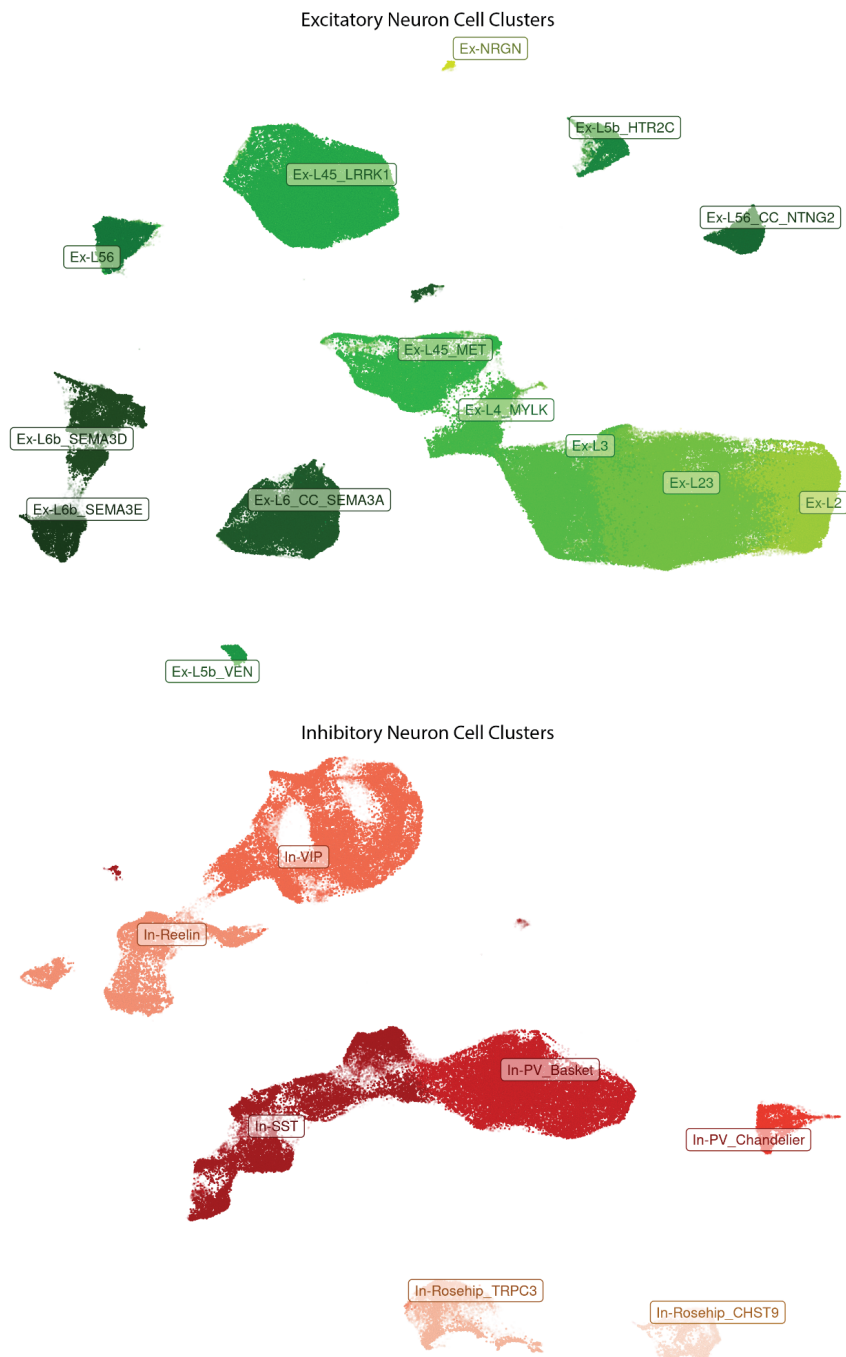 Excitatory Neuron Cell Clusters
Ex-NRGN
Ex-L5b_HTR2C
Ex-L45_LRRK1
Ex-L56_CC_NTNG2
Ex-L56
Ex-L45_MET
Ex-L4_MYLK
Ex-L6b_SEMA3D
Ex-L3
Ex-L23
Ex-L6_CC_SEMA3A
Ex-L2
Ex-L6b_SEMA3E
Ex-L5b_VEN
Inhibitory Neuron Cell Clusters
In-VIP
In-Reelin
In-PV_Basket
In-SST
In-PV_Chandelier
In-Rosehip_TRPC3
In-Rosehip_CHST9